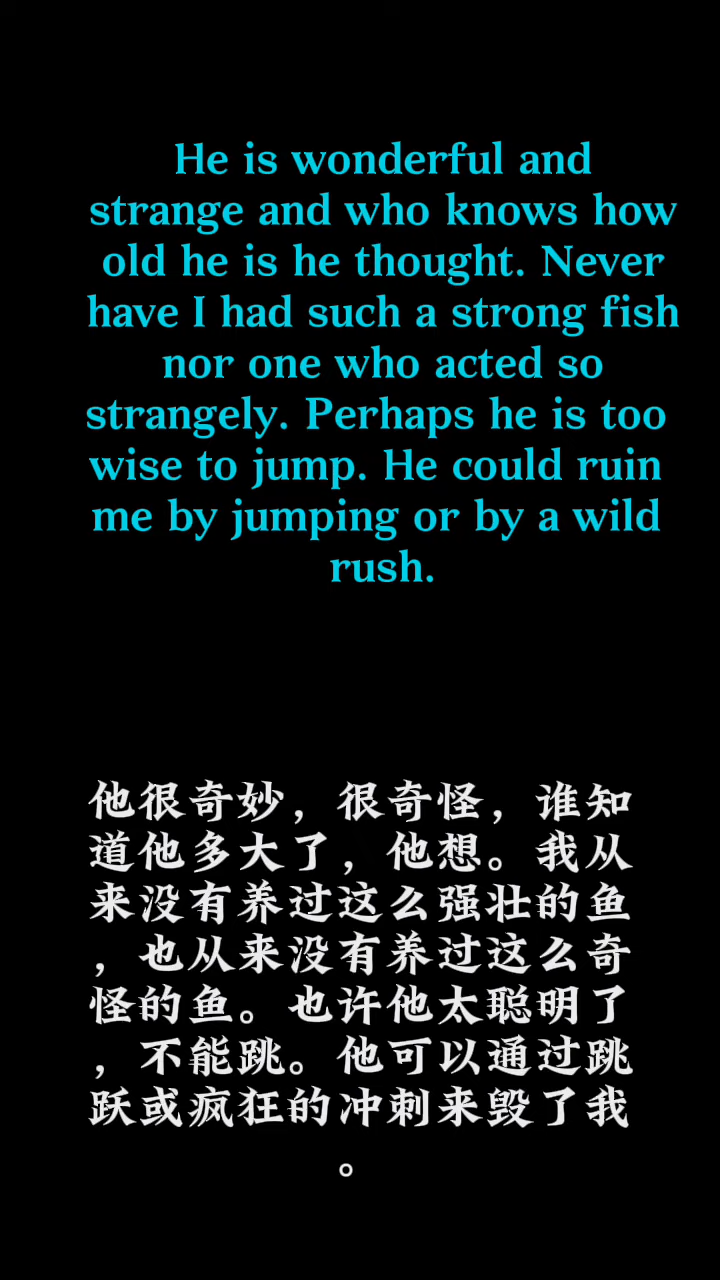 He is wonderful and
strange and who knows how
old he is he thought. Never
have I had such a strong fish
nor one who acted so
strangely. Perhaps he is too
wise to jump. He could ruin
me by jumping or by a wild
rush.
他很奇妙，很奇怪，谁知
道他多大了，他想。我从
来没有养过这么强壮的鱼
，也从来没有养过这么奇
怪的鱼。也许他太聪明了
，不能跳。他可以通过跳
跃或疯狂的冲刺来毁了我
。